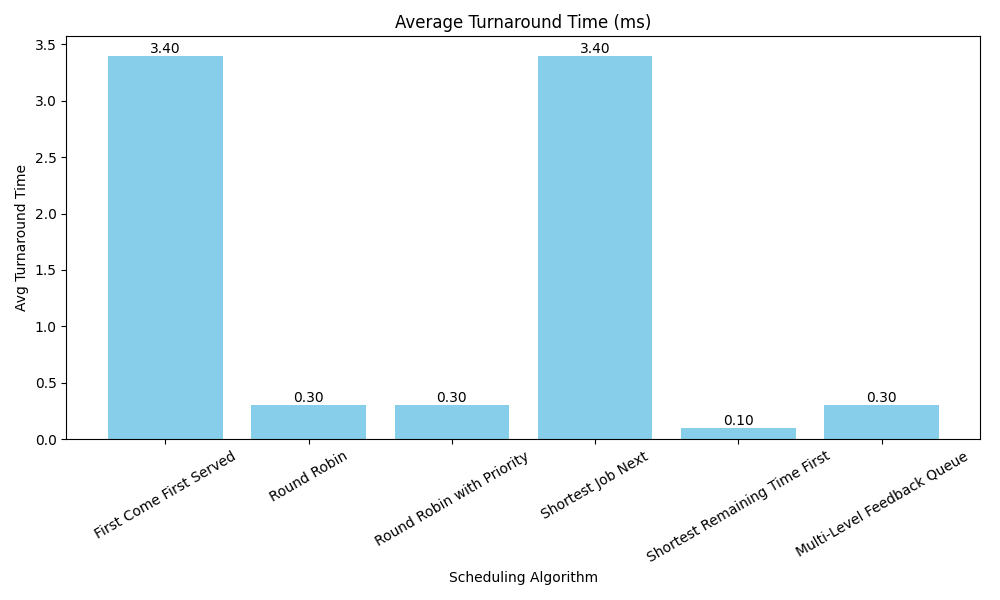 Average Turnaround Time (ms)
Avg Turnaround Time
3.5
3.0
2.5
2.0
1.5
1.0
0.5
0.0
3.40
0.30
0.30
3.40
0.10
0.30
First Come First Served
Round Robin
Round Robin with Priority
Shortest Job Next
Shortest Remaining Time First
Multi-Level Feedback Queue
Scheduling Algorithm